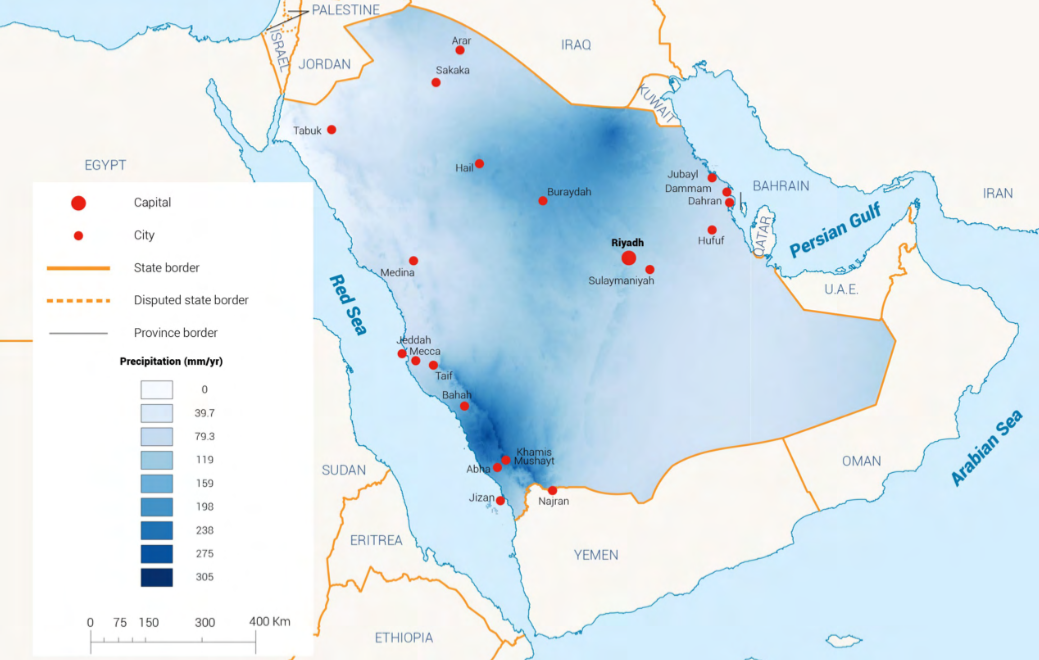 PALESTINE
ISRAEL
JORDAN
IRAQ
KUWAIT
Arar
Sakaka
Tabuk
EGYPT
Hail
Buraydah
Jubayl
Dammam
Dahran
BAHRAIN
IRAN
QATAR
Persian Gulf
Hufuf
Riyadh
Sulaymaniyah
U.A.E.
Medina
Red Sea
Jeddah
Mecca
Taif
Bahah
Khamis
Mushayt
Abha
Jizan
Najran
OMAN
Arabian Sea
SUDAN
ERITREA
YEMEN
ETHIOPIA
Capital
City
State border
Disputed state border
Province border
Precipitation (mm/yr)
0
39.7
79.3
119
159
198
238
275
305
0 75 150 300 400 Km